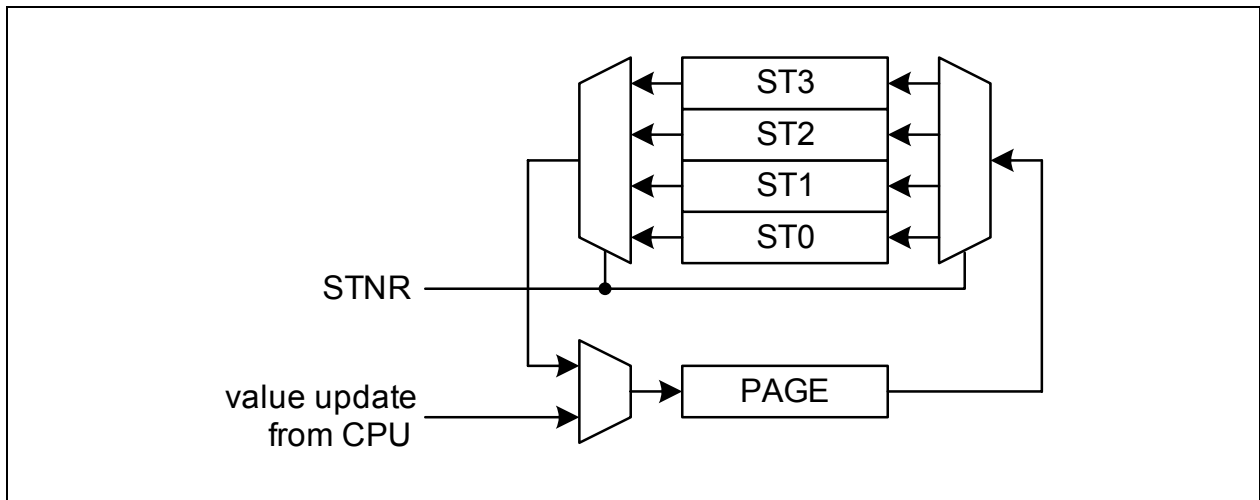 ST3
ST2
ST1
ST0
STNR
PAGE
value update
from CPU